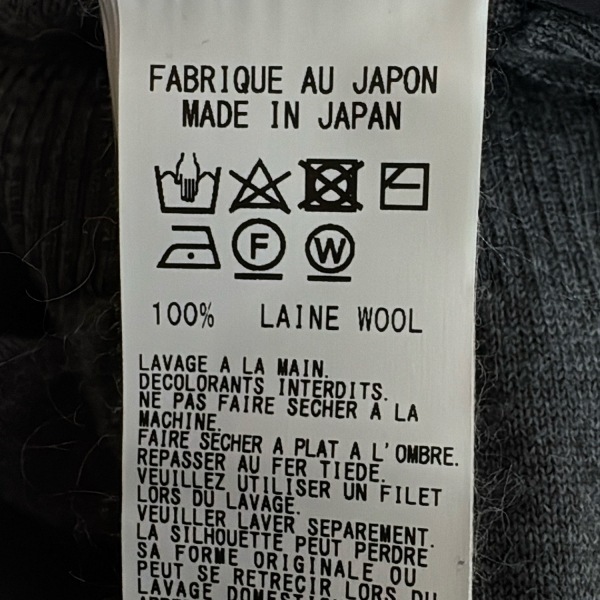 FABRIQUE AU JAPON
MADE IN JAPAN
F W
100% LAINE WOOL
LAVAGE A LA MAIN.
DECOLORANTS INTERDITS.
NE PAS FAIRE SECHER A LA
MACHINE.
FAIRE SECHER A PLAT A L'OMBRE.
REPASSER AU FER TIEDE.
VEUILLEZ UTILISER UN FILET
LORS DU LAVAGE.
VEUILLER LAVER SEPAREMENT.
LA SILHOUETTE PEUT PERDRE
SA FORME ORIGINALE OU
PEUT SE RETRECIR LORS DU
LAVAGE